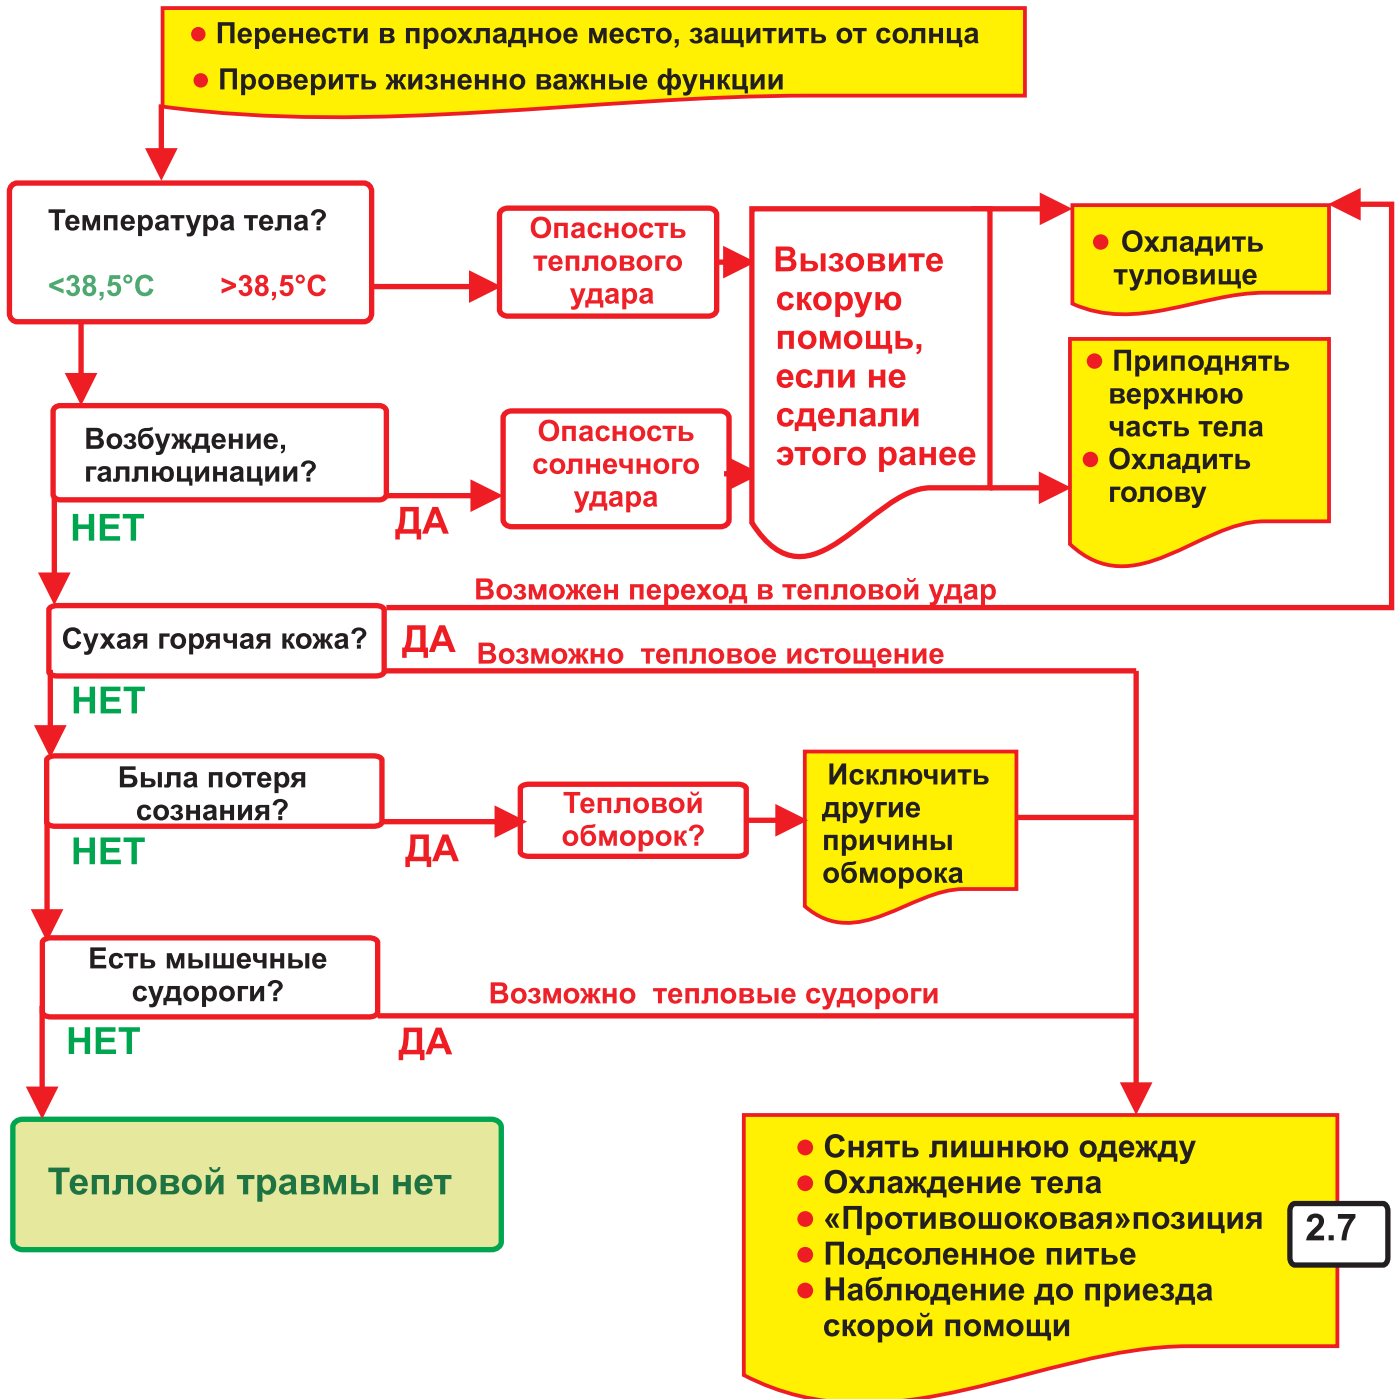 ● Перенести в прохладное место, защитить от солнца
● Проверить жизненно важные функции
Температура тела?
<38,5°C >38,5°C
Опасность
теплового
удара
Вызовите
скорую
помощь,
если не
сделали
этого ранее
● Охладить
туловище
● Приподнять
верхнюю
часть тела
● Охладить
голову
Возбуждение,
галлюцинации?
НЕТ
ДА
Опасность
солнечного
удара
Возможен переход в тепловой удар
Сухая горячая кожа?
ДА
Возможно тепловое истощение
НЕТ
Была потеря
сознания?
НЕТ
ДА
Тепловой
обморок?
Исключить
другие
причины
обморока
Есть мышечные
судороги?
Возможно тепловые судороги
НЕТ
ДА
Тепловой травмы нет
● Снять лишнюю одежду
● Охлаждение тела
● «Противошоковая»позиция
● Подсоленное питье
● Наблюдение до приезда
скорой помощи
2.7